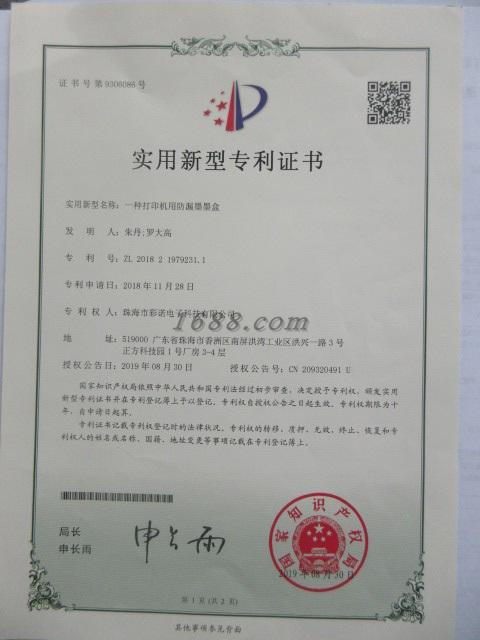 证书号第9306086号
实用新型专利证书
实用新型名称：一种打印机用防漏墨墨盒
发 明 人：朱丹;罗大高
专 利 号：ZL 2018 2 1979231.1
专利申请日：2018年11月28日
专 利 权 人：珠海市彩诺电子科技有限公司
1688.com
地 址：519000 广东省珠海市香洲区南屏洪湾工业区洪兴一路3号
正方科技园1号厂房3-4层
授权公告日：2019年08月30日 授权公告号：CN 209320491 U
国家知识产权局依照中华人民共和国专利法经过初步审查，决定授予专利权，颁发实用
新型专利证书并在专利登记簿上予以登记。专利权自授权公告之日起生效。专利权期限为十
年，自申请日起算。
专利证书记载专利权登记时的法律状况。专利权的转移、质押、无效、终止、恢复和专
利权人的姓名或名称、国籍、地址变更等事项记载在专利登记簿上。
局长
申长雨
申长雨
国家知识产权局
2019年08月30日
第1页(共2页)
其他事项参见背面